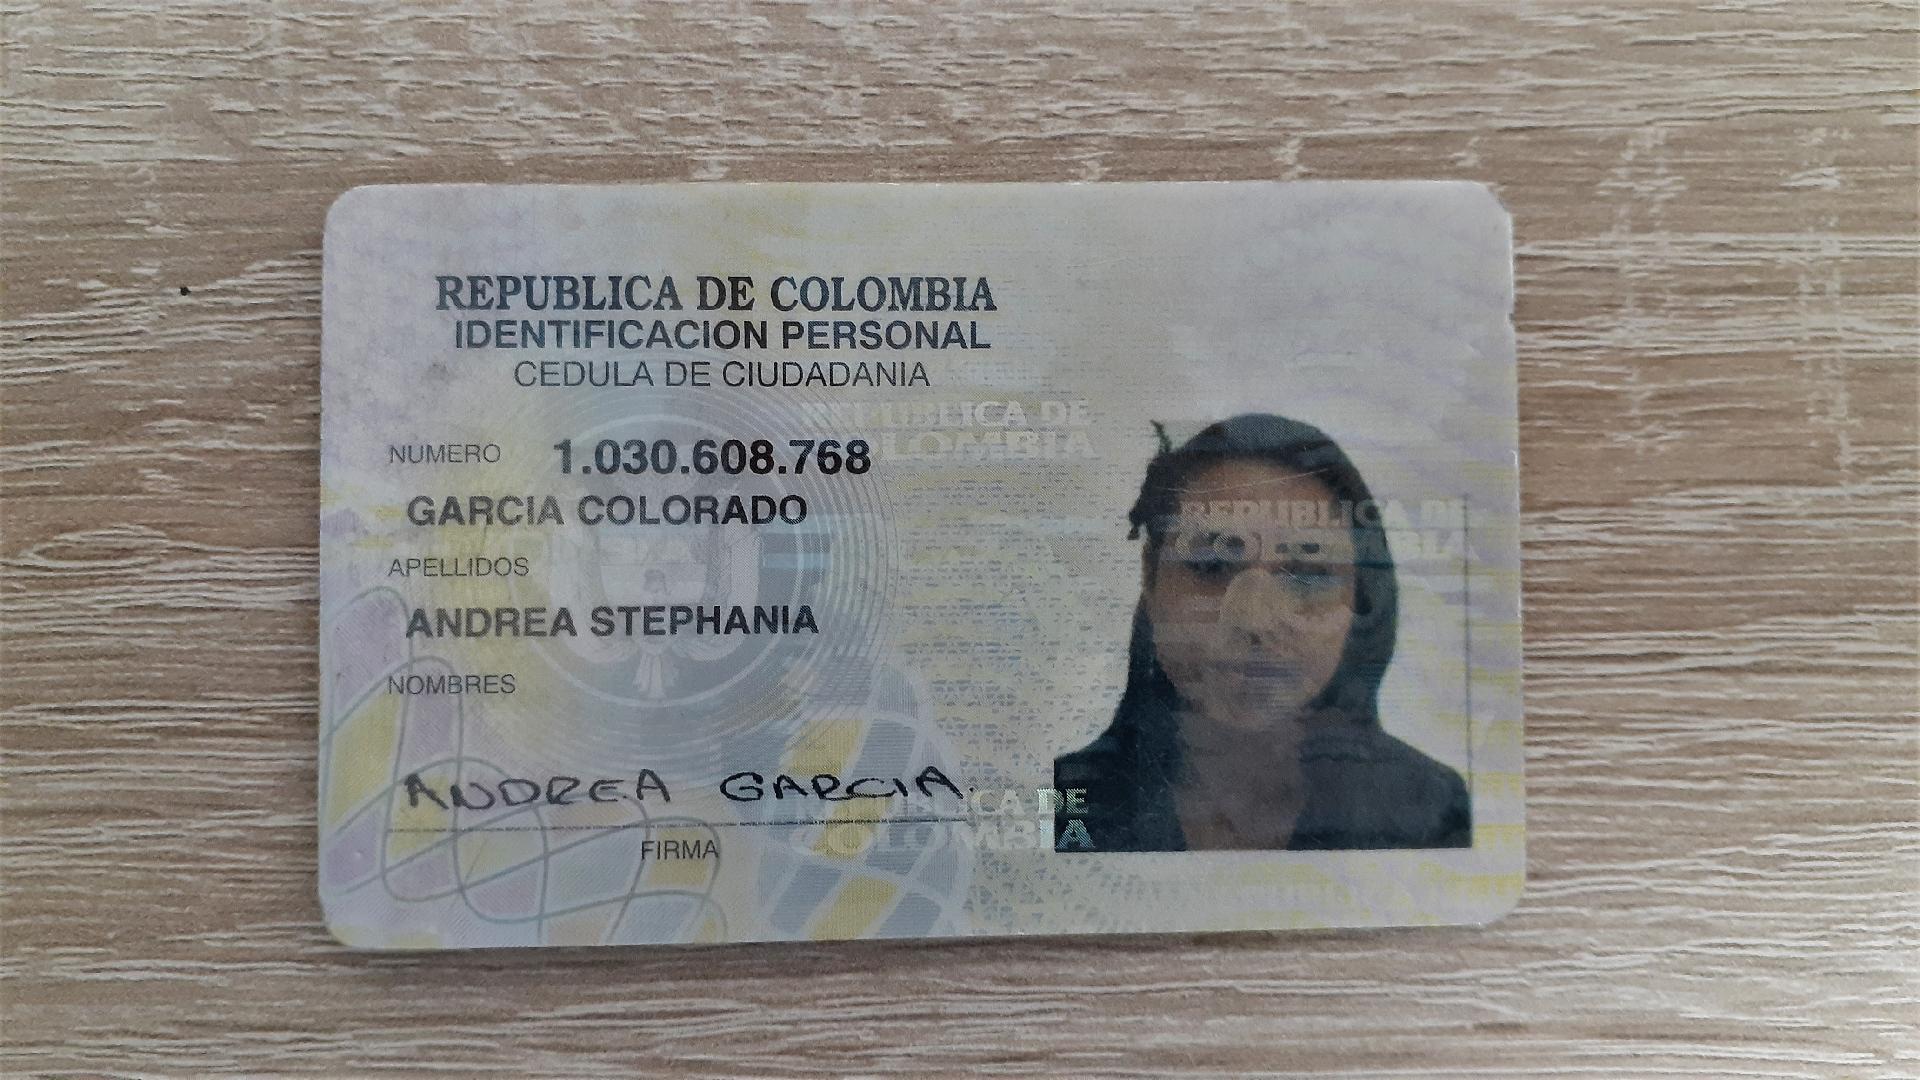 REPUBLICA DE COLOMBIA
IDENTIFICACION PERSONAL
CEDULA DE CIUDADANIA
NUMERO 1.030.608.768
GARCIA COLORADO
APELLIDOS
ANDREA STEPHANIA
NOMBRES
ANDREA GARCIA.
FIRMA
REPUBLICA DE
COLOMBIA
REPUBLICA DE
COLOMBIA
REPUBLICA DE
COLOMBIA